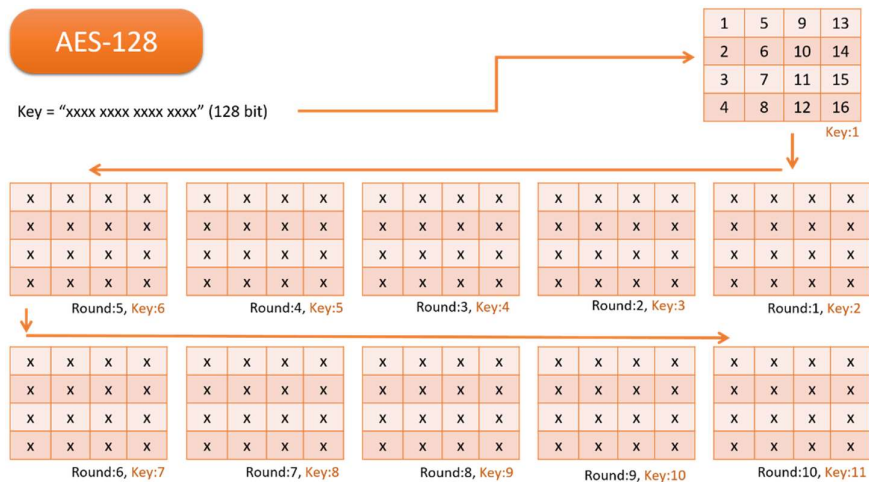 AES-128
Key = “xxxx xxxx xxxx xxxx” (128 bit)
1 5 9 13
2 6 10 14
3 7 11 15
4 8 12 16
Key:1
x x x x x x x x x x x x x x x x x x x x
x x x x x x x x x x x x x x x x x x x x
x x x x x x x x x x x x x x x x x x x x
x x x x x x x x x x x x x x x x x x x x
Round:5, Key:6 Round:4, Key:5 Round:3, Key:4 Round:2, Key:3 Round:1, Key:2
x x x x x x x x x x x x x x x x x x x x
x x x x x x x x x x x x x x x x x x x x
x x x x x x x x x x x x x x x x x x x x
x x x x x x x x x x x x x x x x x x x x
Round:6, Key:7 Round:7, Key:8 Round:8, Key:9 Round:9, Key:10 Round:10, Key:11